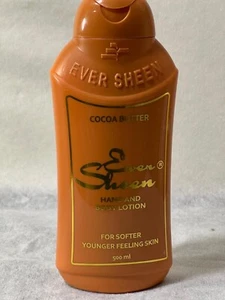 EVER SHEEN
COCOA BUTTER
Ever
Sheen®
HAND AND
BODY LOTION
FOR SOFTER
YOUNGER FEELING SKIN
500 ml